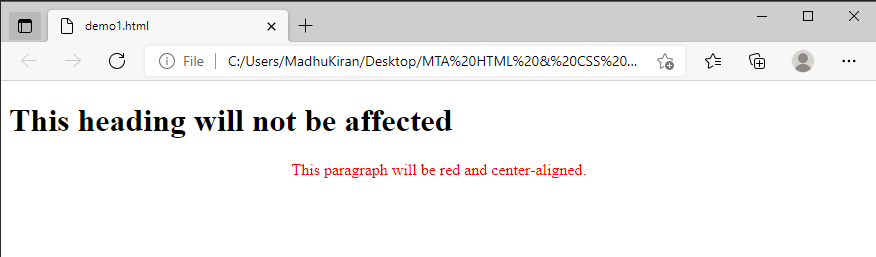 demo1.html
File C:/Users/MadhuKiran/Desktop/MTA%20HTML%20&%20CSS%20...
This heading will not be affected
This paragraph will be red and center-aligned.